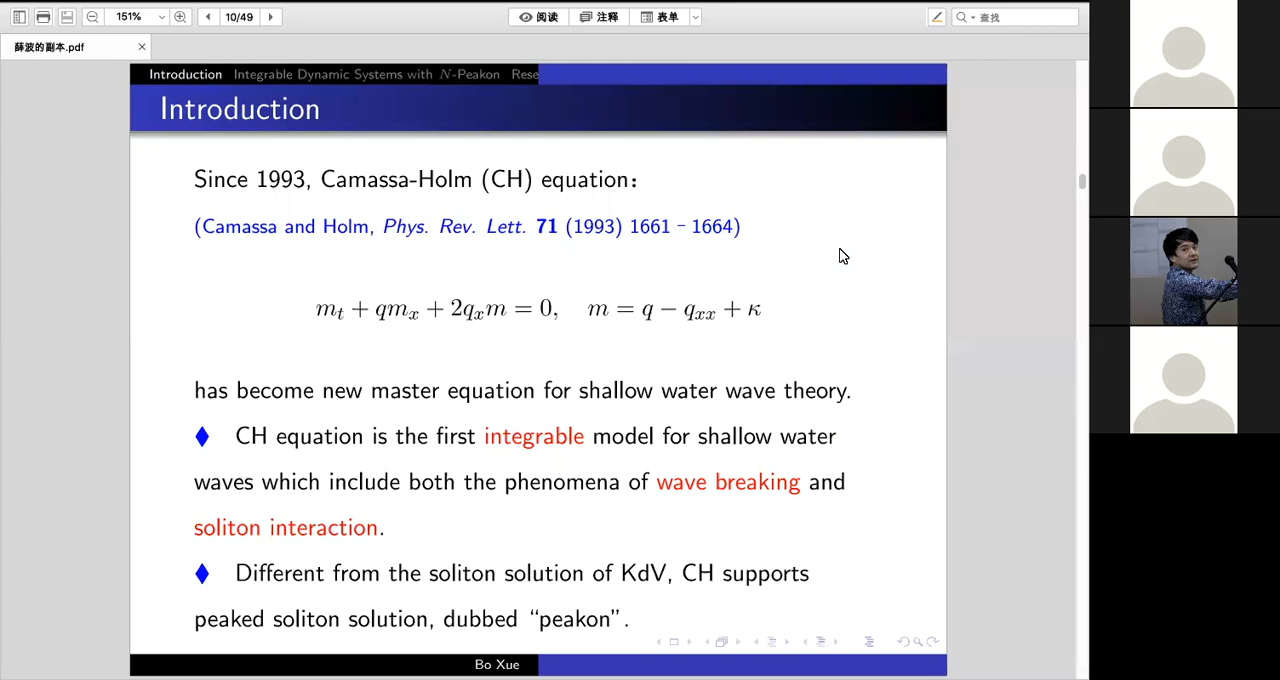 151%
10/49
阅读
注释
表单
查找
薛波的副本.pdf
Introduction Integrable Dynamic Systems with N-Peakon Rese
Introduction
Since 1993, Camassa-Holm (CH) equation:
(Camassa and Holm, Phys. Rev. Lett. 71 (1993) 1661 – 1664)
m_t + qm_x + 2q_xm = 0, m = q − q_{xx} + κ
has become new master equation for shallow water wave theory.
♦ CH equation is the first integrable model for shallow water
waves which include both the phenomena of wave breaking and
soliton interaction.
♦ Different from the soliton solution of KdV, CH supports
peaked soliton solution, dubbed “peakon”.
Bo Xue